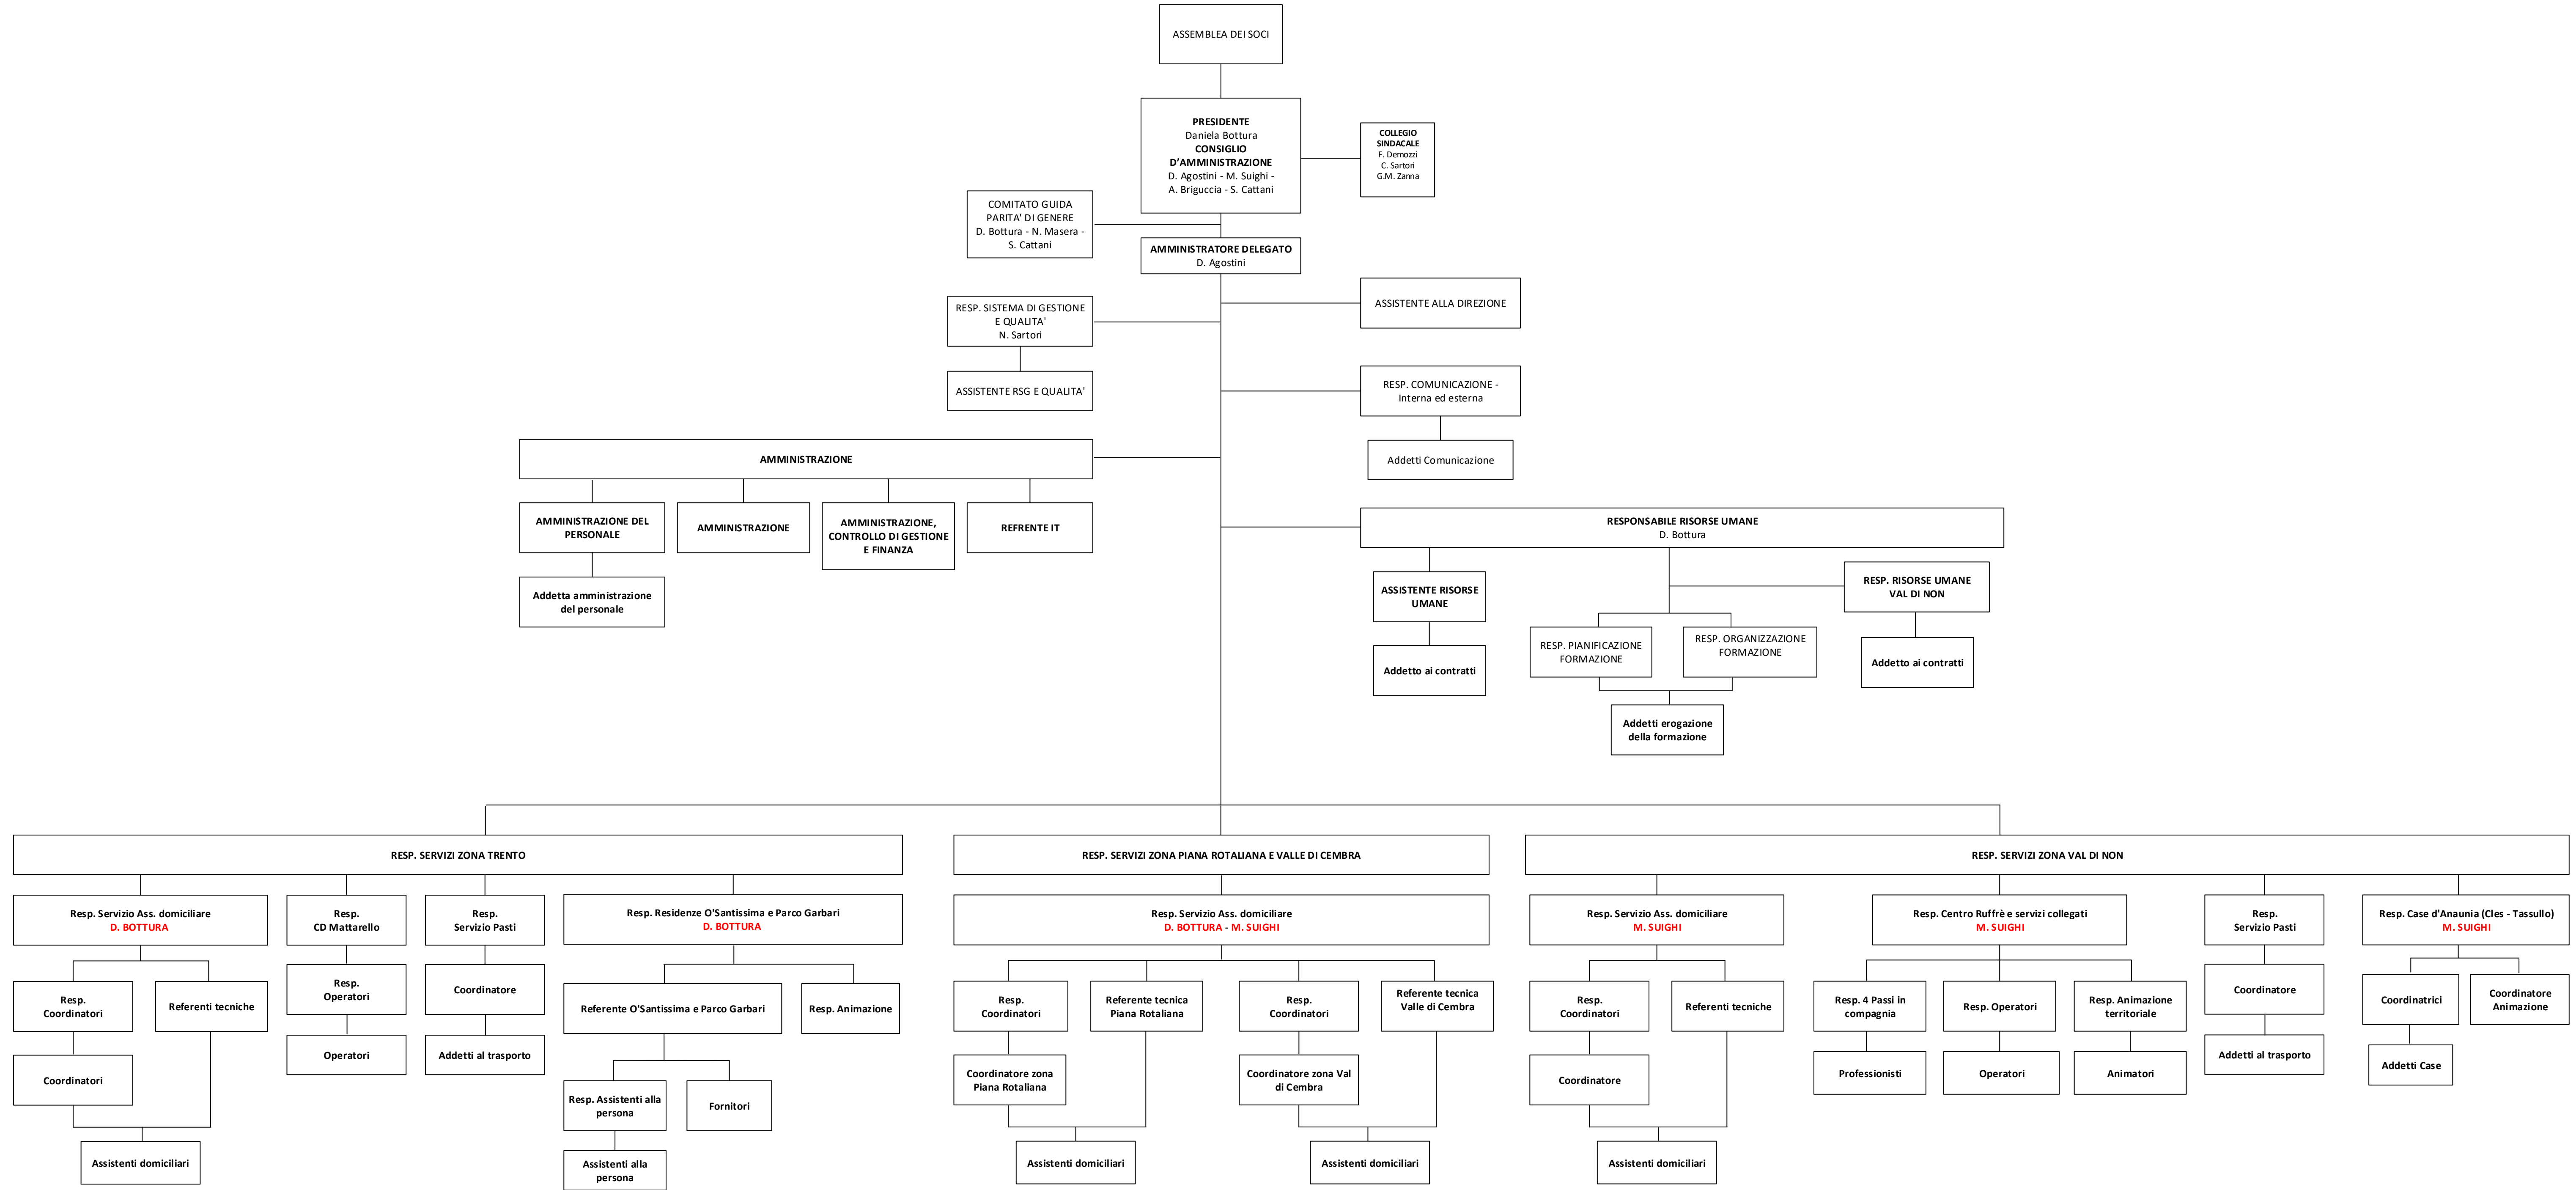 ASSEMBLEA DEI SOCI
PRESIDENTE
Daniela Bottura
CONSIGLIO
D’AMMINISTRAZIONE
D. Agostini - M. Suighi -
A. Briguccia - S. Cattani
COLLEGIO
SINDACALE
F. Demozzi
C. Sartori
G.M. Zanna
COMITATO GUIDA
PARITA' DI GENERE
D. Bottura - N. Masera -
S. Cattani
AMMINISTRATORE DELEGATO
D. Agostini
ASSISTENTE ALLA DIREZIONE
RESP. SISTEMA DI GESTIONE
E QUALITA'
N. Sartori
ASSISTENTE RSG E QUALITA'
RESP. COMUNICAZIONE -
Interna ed esterna
Addetti Comunicazione
AMMINISTRAZIONE
AMMINISTRAZIONE DEL
PERSONALE
AMMINISTRAZIONE
AMMINISTRAZIONE,
CONTROLLO DI GESTIONE
E FINANZA
REFRENTE IT
Addetta amministrazione
del personale
RESPONSABILE RISORSE UMANE
D. Bottura
ASSISTENTE RISORSE
UMANE
RESP. RISORSE UMANE
VAL DI NON
RESP. PIANIFICAZIONE
FORMAZIONE
RESP. ORGANIZZAZIONE
FORMAZIONE
Addetto ai contratti
Addetto ai contratti
Addetti erogazione
della formazione
RESP. SERVIZI ZONA TRENTO
Resp. Servizio Ass. domiciliare
D. BOTTURA
Resp.
CD Mattarello
Resp.
Servizio Pasti
Resp. Residenze O'Santissima e Parco Garbari
D. BOTTURA
Resp.
Coordinatori
Referenti tecniche
Resp.
Operatori
Coordinatore
Referente O'Santissima e Parco Garbari
Resp. Animazione
Coordinatori
Operatori
Addetti al trasporto
Resp. Assistenti alla
persona
Fornitori
Assistenti domiciliari
Assistenti alla
persona
RESP. SERVIZI ZONA PIANA ROTALIANA E VALLE DI CEMBRA
Resp. Servizio Ass. domiciliare
D. BOTTURA - M. SUIGHI
Resp.
Coordinatori
Referente tecnica
Piana Rotaliana
Resp.
Coordinatori
Referente tecnica
Valle di Cembra
Coordinatore zona
Piana Rotaliana
Coordinatore zona Val
di Cembra
Assistenti domiciliari
Assistenti domiciliari
RESP. SERVIZI ZONA VAL DI NON
Resp. Servizio Ass. domiciliare
M. SUIGHI
Resp. Centro Ruffrè e servizi collegati
M. SUIGHI
Resp.
Servizio Pasti
Resp. Case d'Anaunia (Cles - Tassullo)
M. SUIGHI
Resp.
Coordinatori
Referenti tecniche
Resp. 4 Passi in
compagnia
Resp. Operatori
Resp. Animazione
territoriale
Coordinatore
Coordinatrici
Coordinatore
Animazione
Coordinatore
Professionisti
Operatori
Animatori
Addetti al trasporto
Addetti Case
Assistenti domiciliari